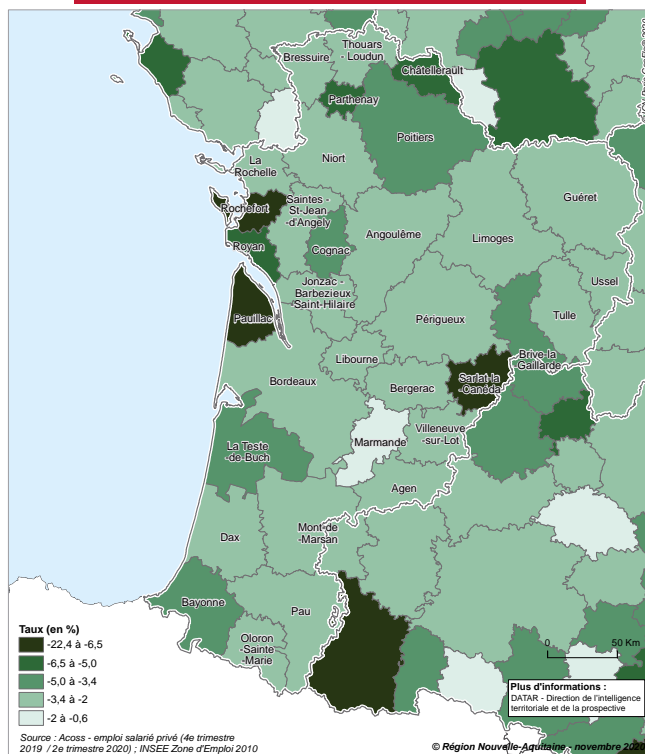 Bressuire
Thouars
- Loudun
Châtellerault
Parthenay
Poitiers
La
Rochelle
Niort
Guéret
Rochefort
Saintes -
St-Jean
-d'Angely
Royan
Cognac
Angoulême
Limoges
Jonzac -
Barbezieux
-Saint-Hilaire
Ussel
Pauillac
Périgueux
Tulle
Libourne
Brive-la
-Gaillarde
Bordeaux
Bergerac
Sarlat-la
-Canéda
Marmande
Villeneuve
-sur-Lot
La Teste
-de-Buch
Agen
Dax
Mont-de
-Marsan
Bayonne
Pau
Oloron
-Sainte
-Marie
Taux (en %)
-22,4 à -6,5
-6,5 à -5,0
-5,0 à -3,4
-3,4 à -2
-2 à -0,6
0 50 Km
Plus d'informations :
DATAR - Direction de l'intelligence
territoriale et de la prospective
Source : Acoss - emploi salarié privé (4e trimestre
2019 / 2e trimestre 2020) ; INSEE Zone d'Emploi 2010
© Région Nouvelle-Aquitaine - novembre 2020